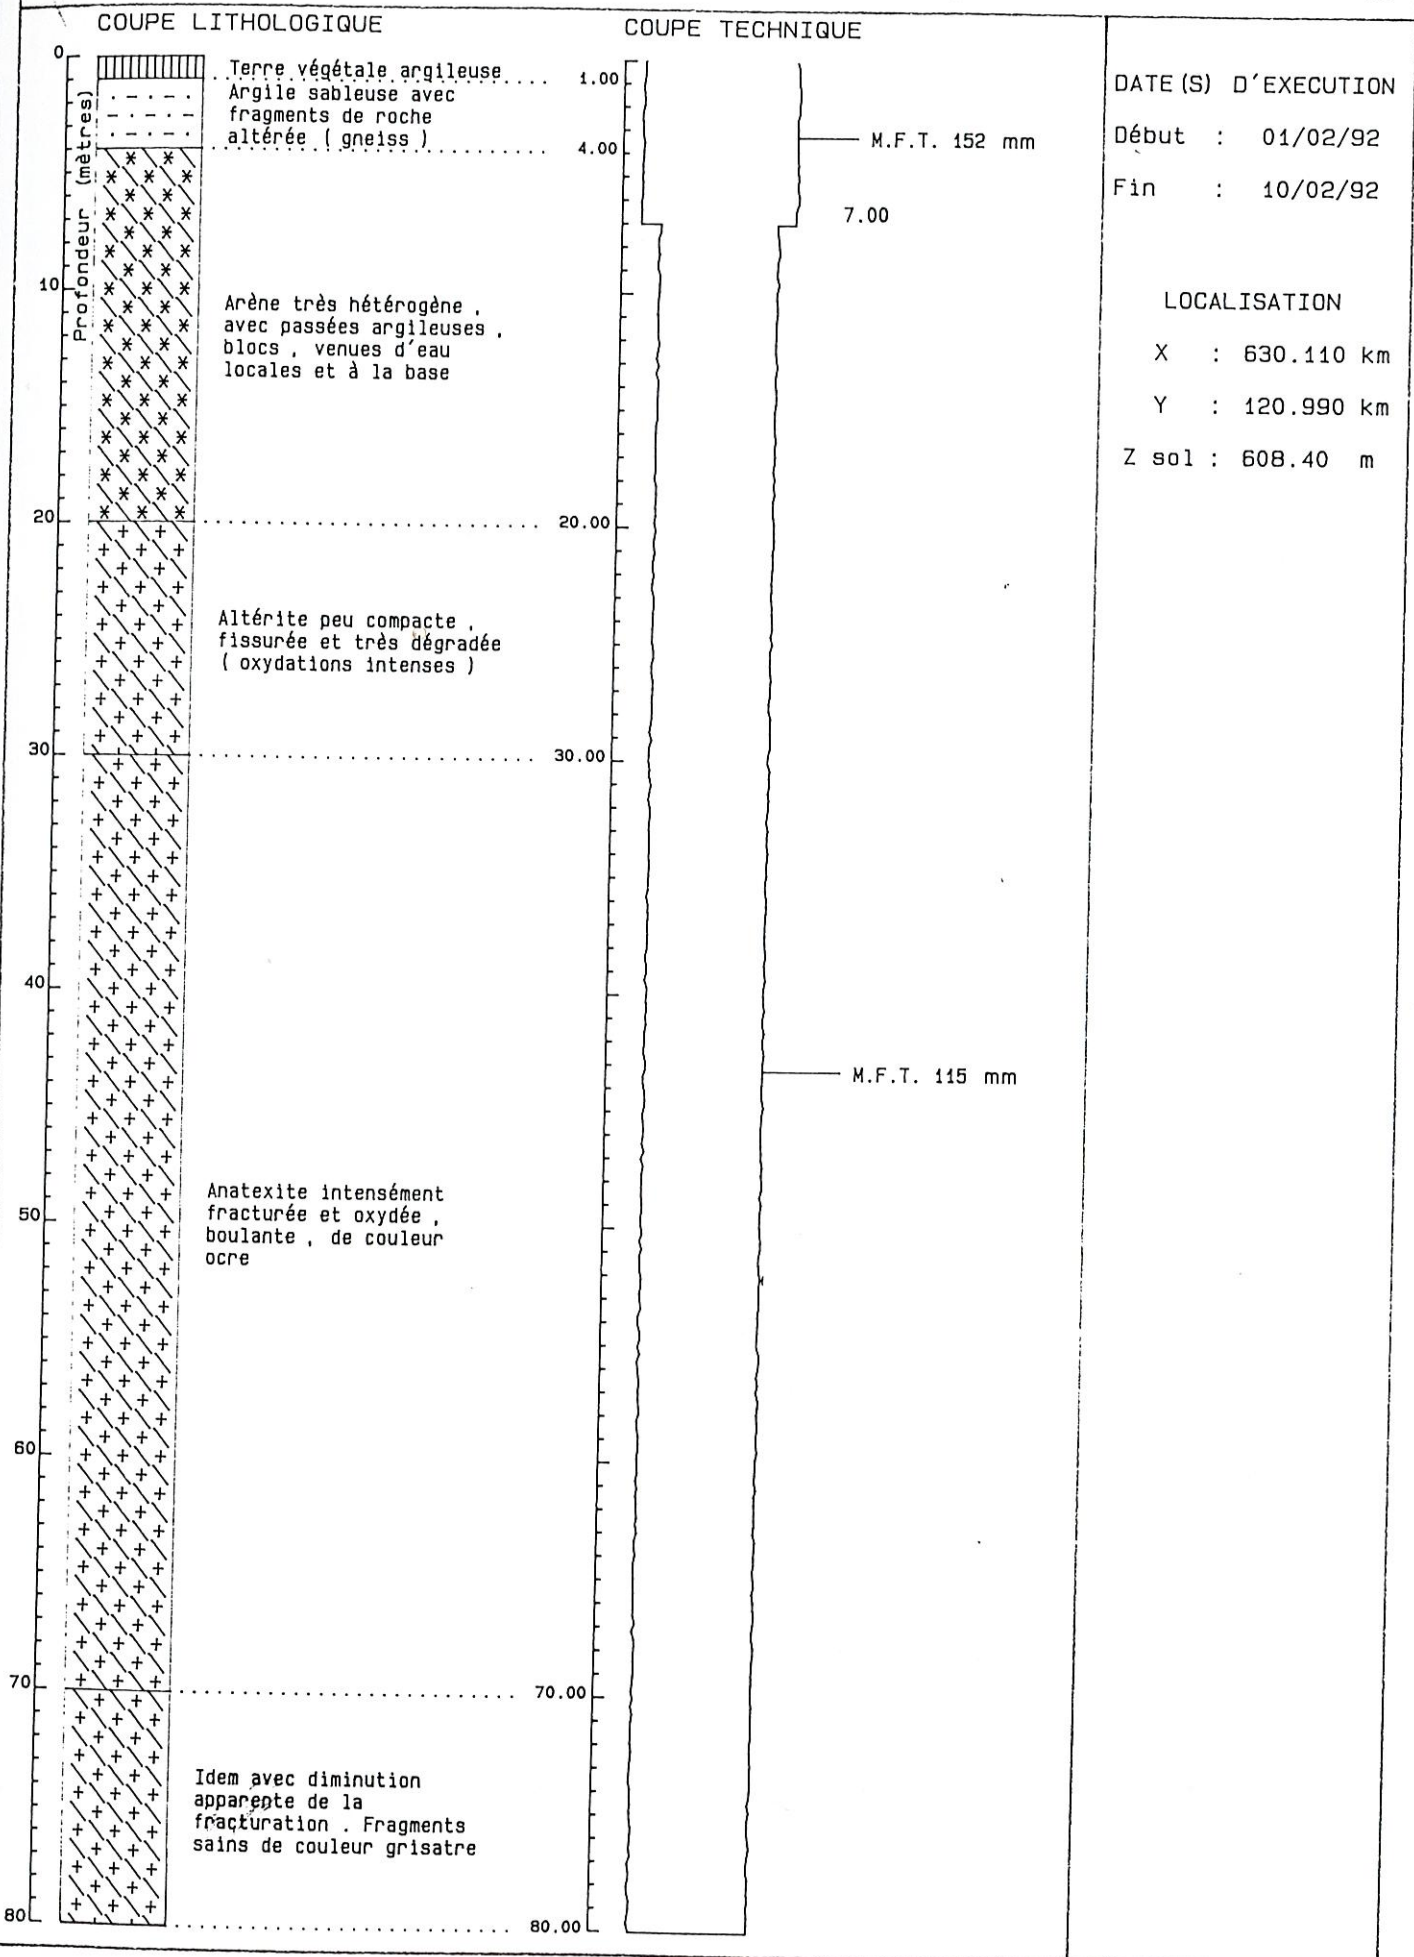 COUPE LITHOLOGIQUE
COUPE TECHNIQUE
Profondeur (mètres)
0
10
20
30
40
50
60
70
80
Terre végétale argileuse .... 1.00
Argile sableuse avec
fragments de roche
altérée ( gneiss ) .... 4.00
Arène très hétérogène ,
avec passées argileuses ,
blocs , venues d'eau
locales et à la base
20.00
Altérite peu compacte ,
fissurée et très dégradée
( oxydations intenses )
30.00
Anatexite intensément
fracturée et oxydée ,
boulante , de couleur
ocre
70.00
Idem avec diminution
apparente de la
fracturation . Fragments
sains de couleur grisatre
80.00
M.F.T. 152 mm
7.00
M.F.T. 115 mm
DATE(S) D'EXECUTION
Début : 01/02/92
Fin : 10/02/92
LOCALISATION
X : 630.110 km
Y : 120.990 km
Z sol : 608.40 m